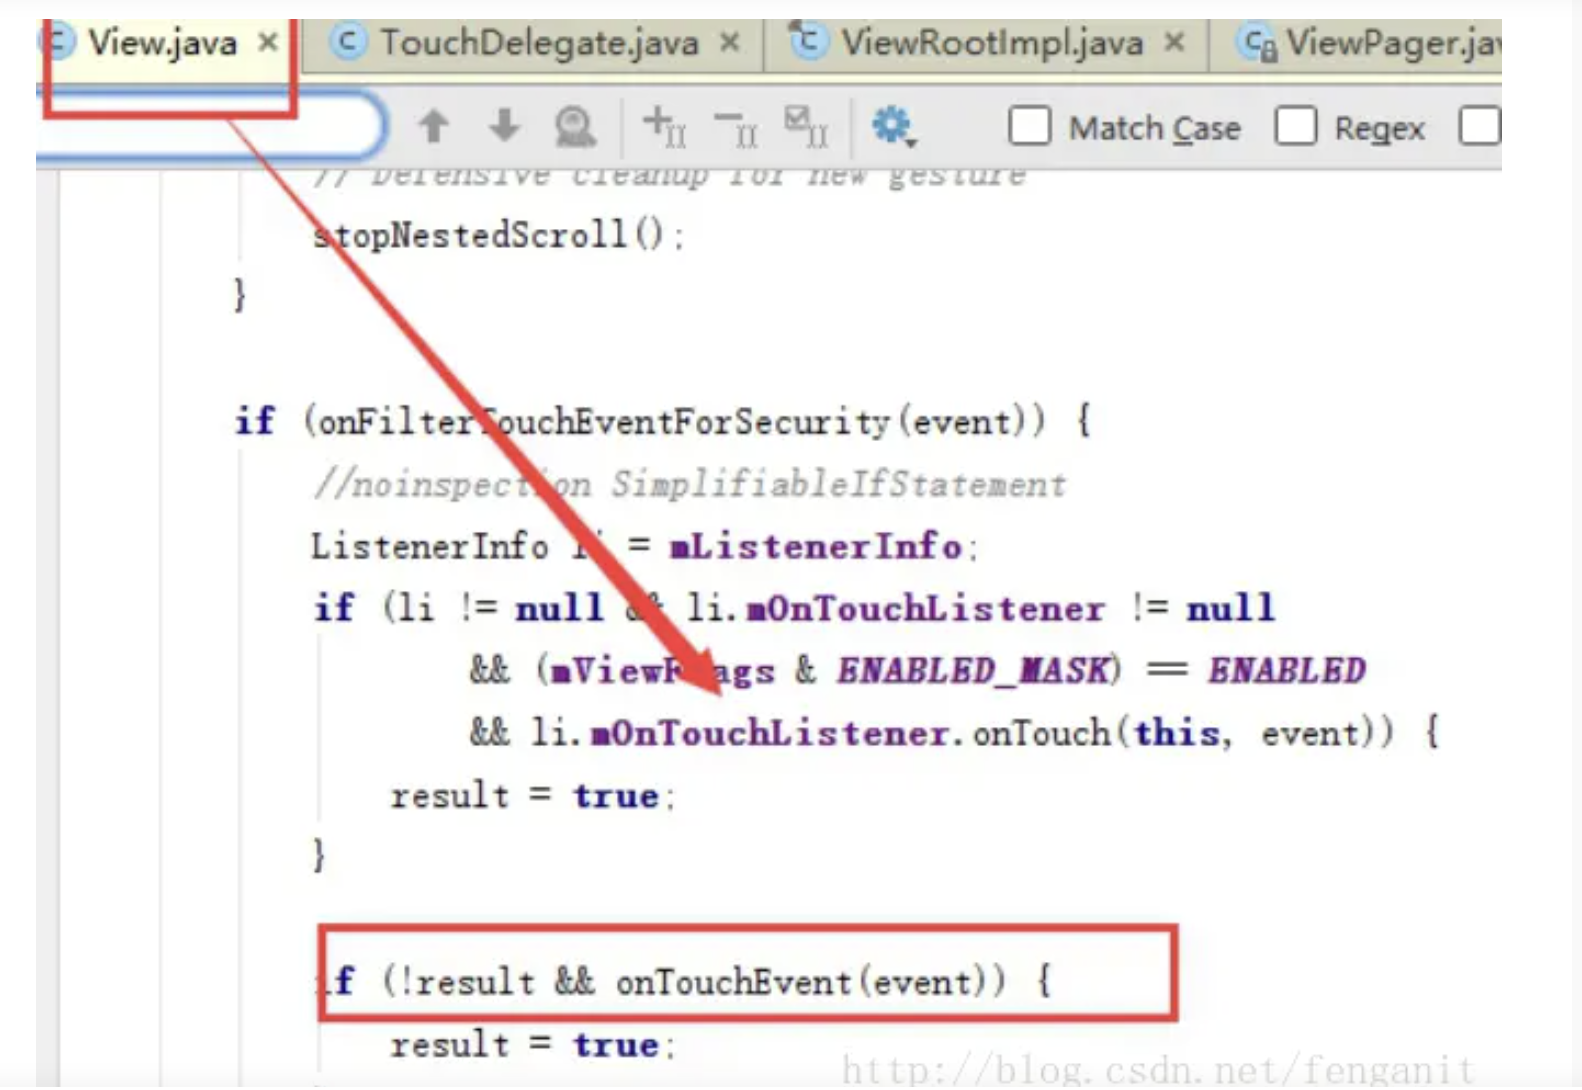 View.java × TouchDelegate.java × ViewRootImpl.java × ViewPager.jav
Match Case Regex
// Defensive cleanup for new gesture
stopNestedScroll();
}
if (onFilterTouchEventForSecurity(event)) {
//noinspection SimplifiableIfStatement
ListenerInfo li = mListenerInfo;
if (li != null && li.mOnTouchListener != null
&& (mViewFlags & ENABLED_MASK) == ENABLED
&& li.mOnTouchListener.onTouch(this, event)) {
result = true;
}
if (!result && onTouchEvent(event)) {
result = true;
http://blog.csdn.net/fenganit